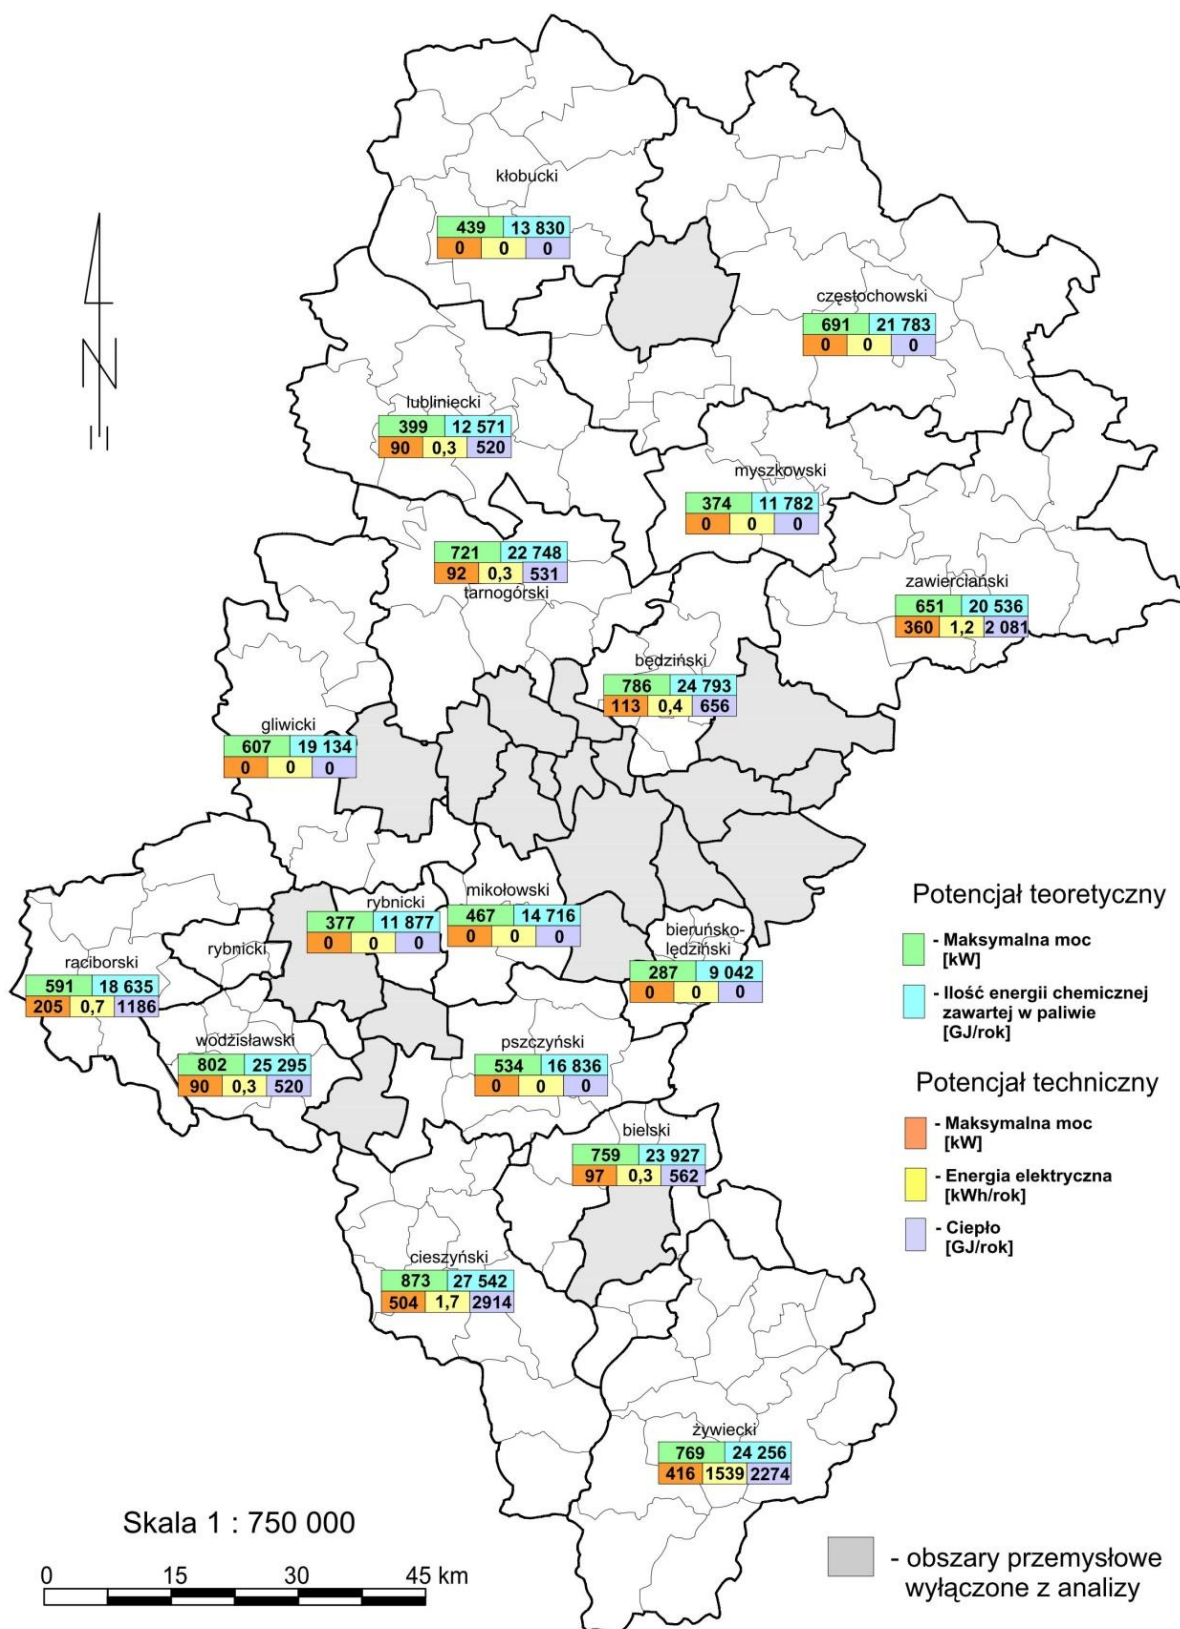 kłobucki
439 13 830
0 0 0
częstochowski
691 21 783
0 0 0
lubliniecki
399 12 571
90 0,3 520
myszkowski
374 11 782
0 0 0
721 22 748
92 0,3 531
tarnogórski
zawierciański
651 20 536
360 1,2 2 081
będziński
786 24 793
113 0,4 656
gliwicki
607 19 134
0 0 0
rybnicki
377 11 877
0 0 0
mikołowski
467 14 716
0 0 0
bieruńsko-
lędziński
287 9 042
0 0 0
rybnicki
raciborski
591 18 635
205 0,7 1186
wodzisławski
802 25 295
90 0,3 520
pszczyński
534 16 836
0 0 0
bielski
759 23 927
97 0,3 562
cieszyński
873 27 542
504 1,7 2914
żywiecki
769 24 256
416 1539 2274
N
Potencjał teoretyczny
- Maksymalna moc
[kW]
- Ilość energii chemicznej
zawartej w paliwie
[GJ/rok]
Potencjał techniczny
- Maksymalna moc
[kW]
- Energia elektryczna
[kWh/rok]
- Ciepło
[GJ/rok]
Skala 1 : 750 000
0 15 30 45 km
- obszary przemysłowe
wyłączone z analizy